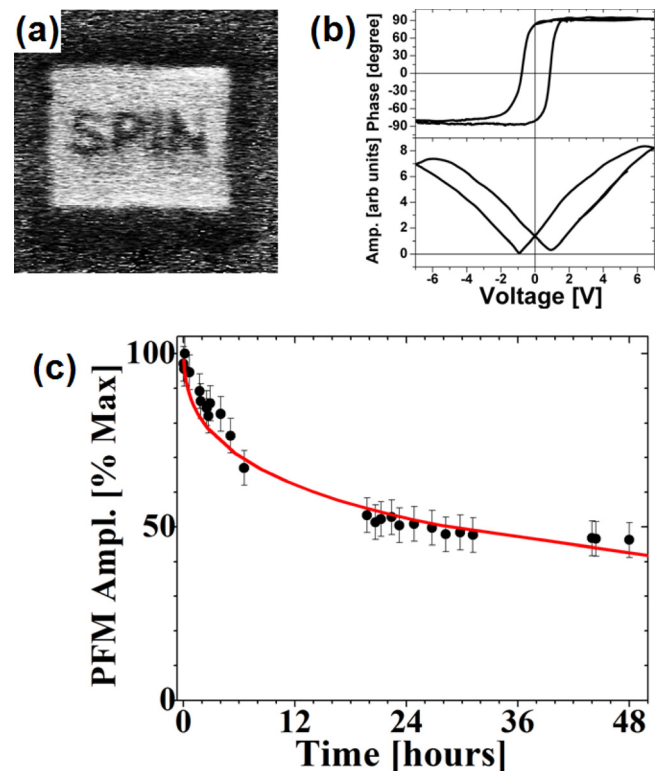 (a)
SPIN
(b)
Phase [degree]
90
60
30
0
-30
-60
-90
Amp. [arb units]
8
6
4
2
0
-6 -4 -2 0 2 4 6
Voltage [V]
(c)
PFM Ampl. [% Max]
100
50
0
0 12 24 36 48
Time [hours]